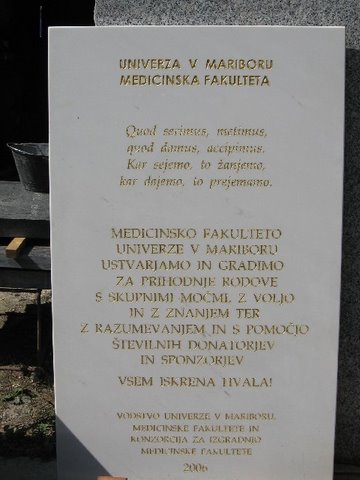 UNIVERZA V MARIBORU
MEDICINSKA FAKULTETA
Quod serimus, metimus,
quod damus, accipimus.
Kar sejemo, to žanjemo,
kar dajemo, to prejemamo.
MEDICINSKO FAKULTETO
UNIVERZE V MARIBORU
USTVARJAMO IN GRADIMO
ZA PRIHODNJE RODOVE
S SKUPNIMI MOČMI, Z VOLJO
IN Z ZNANJEM TER
Z RAZUMEVANJEM IN S POMOČJO
ŠTEVILNIH DONATORJEV
IN SPONZORJEV
VSEM ISKRENA HVALA!
VODSTVO UNIVERZE V MARIBORU,
MEDICINSKE FAKULTETE IN
KONZORCIJA ZA IZGRADNJO
MEDICINSKE FAKULTETE
2006